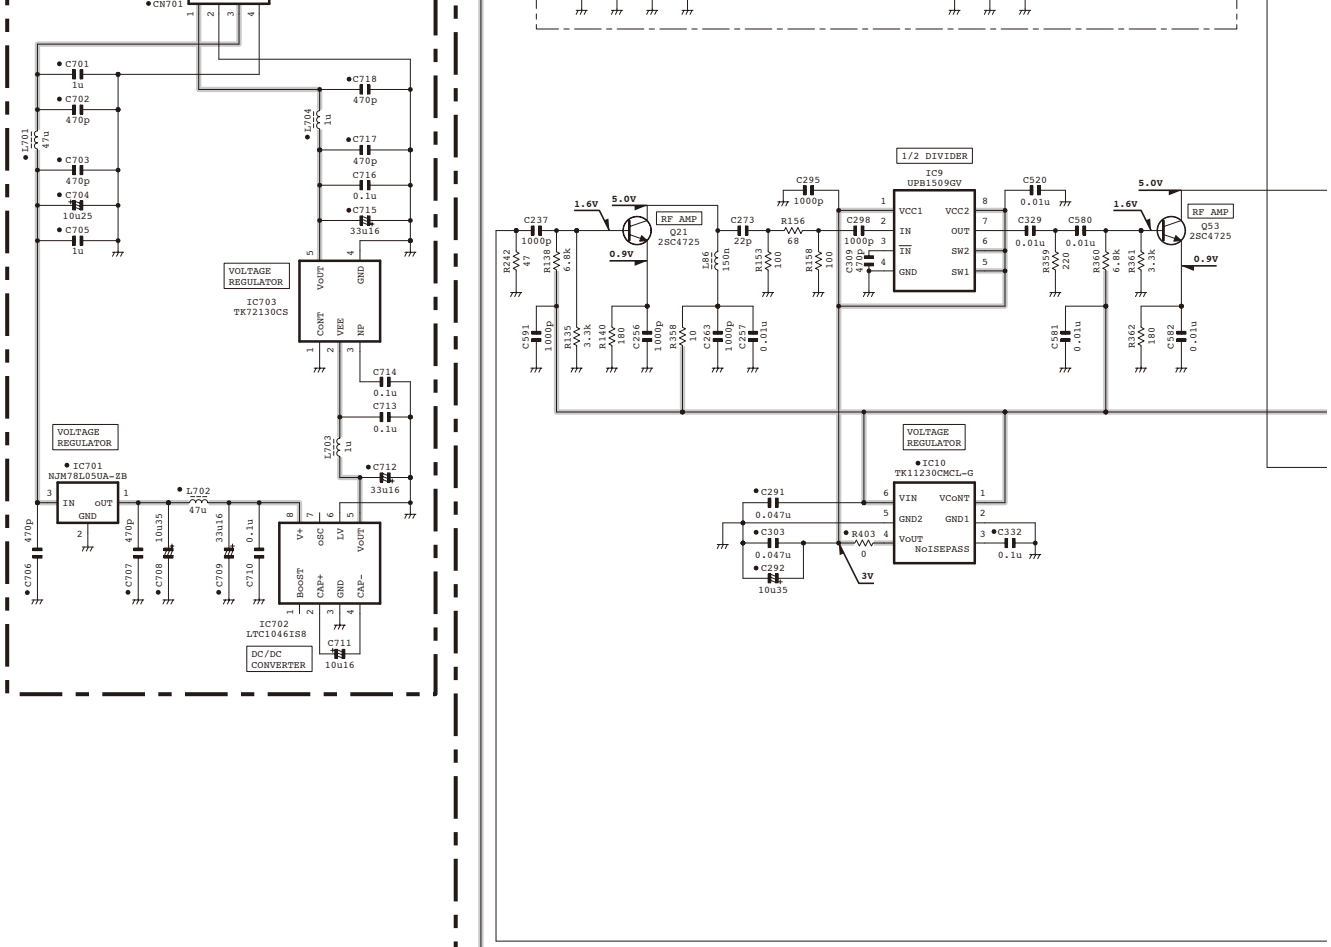 CN701
1
2
3
4
C701
1u
C702
470p
L701
47u
C703
470p
C704
10u25
C705
1u
C718
470p
L704
1u
C717
470p
C716
0.1u
C715
33u16
5
4
VOLTAGE
REGULATOR
IC703
TK72130CS
VoUT
GND
CoNT
VEE
NP
1
2
3
C714
0.1u
C713
0.1u
L703
1u
C712
33u16
VOLTAGE
REGULATOR
IC701
NJM78L05UA-ZB
3
IN
oUT
1
GND
2
L702
47u
470p
C706
470p
C707
10u35
C708
33u16
C709
0.1u
C710
8
7
6
5
V+
oSC
LV
VoUT
BooST
CAP+
GND
CAP-
1
2
3
4
IC702
LTC1046IS8
DC/DC
CONVERTER
C711
10u16
1/2 DIVIDER
IC9
UPB1509GV
1
VCC1
VCC2
8
2
IN
OUT
7
3
IN
SW2
6
4
GND
SW1
5
C295
1000p
C520
0.01u
5.0V
1.6V
RF AMP
Q21
2SC4725
0.9V
C237
1000p
R242
47
R138
6.8k
C591
1000p
R135
3.3k
R140
180
C256
1000p
R358
10
C263
1000p
C257
0.01u
L86
150n
C273
22p
R153
100
R156
68
R158
100
C298
1000p
C309
470p
C329
0.01u
C580
0.01u
R359
220
R360
6.8k
R361
3.3k
5.0V
1.6V
RF AMP
Q53
2SC4725
0.9V
C581
0.01u
R362
180
C582
0.01u
VOLTAGE
REGULATOR
IC10
TK11230CMCL-G
6
VIN
VCoNT
1
5
GND2
GND1
2
4
VoUT
NoISEPASS
3
C291
0.047u
C303
0.047u
C292
10u35
R403
0
3V
C332
0.1u